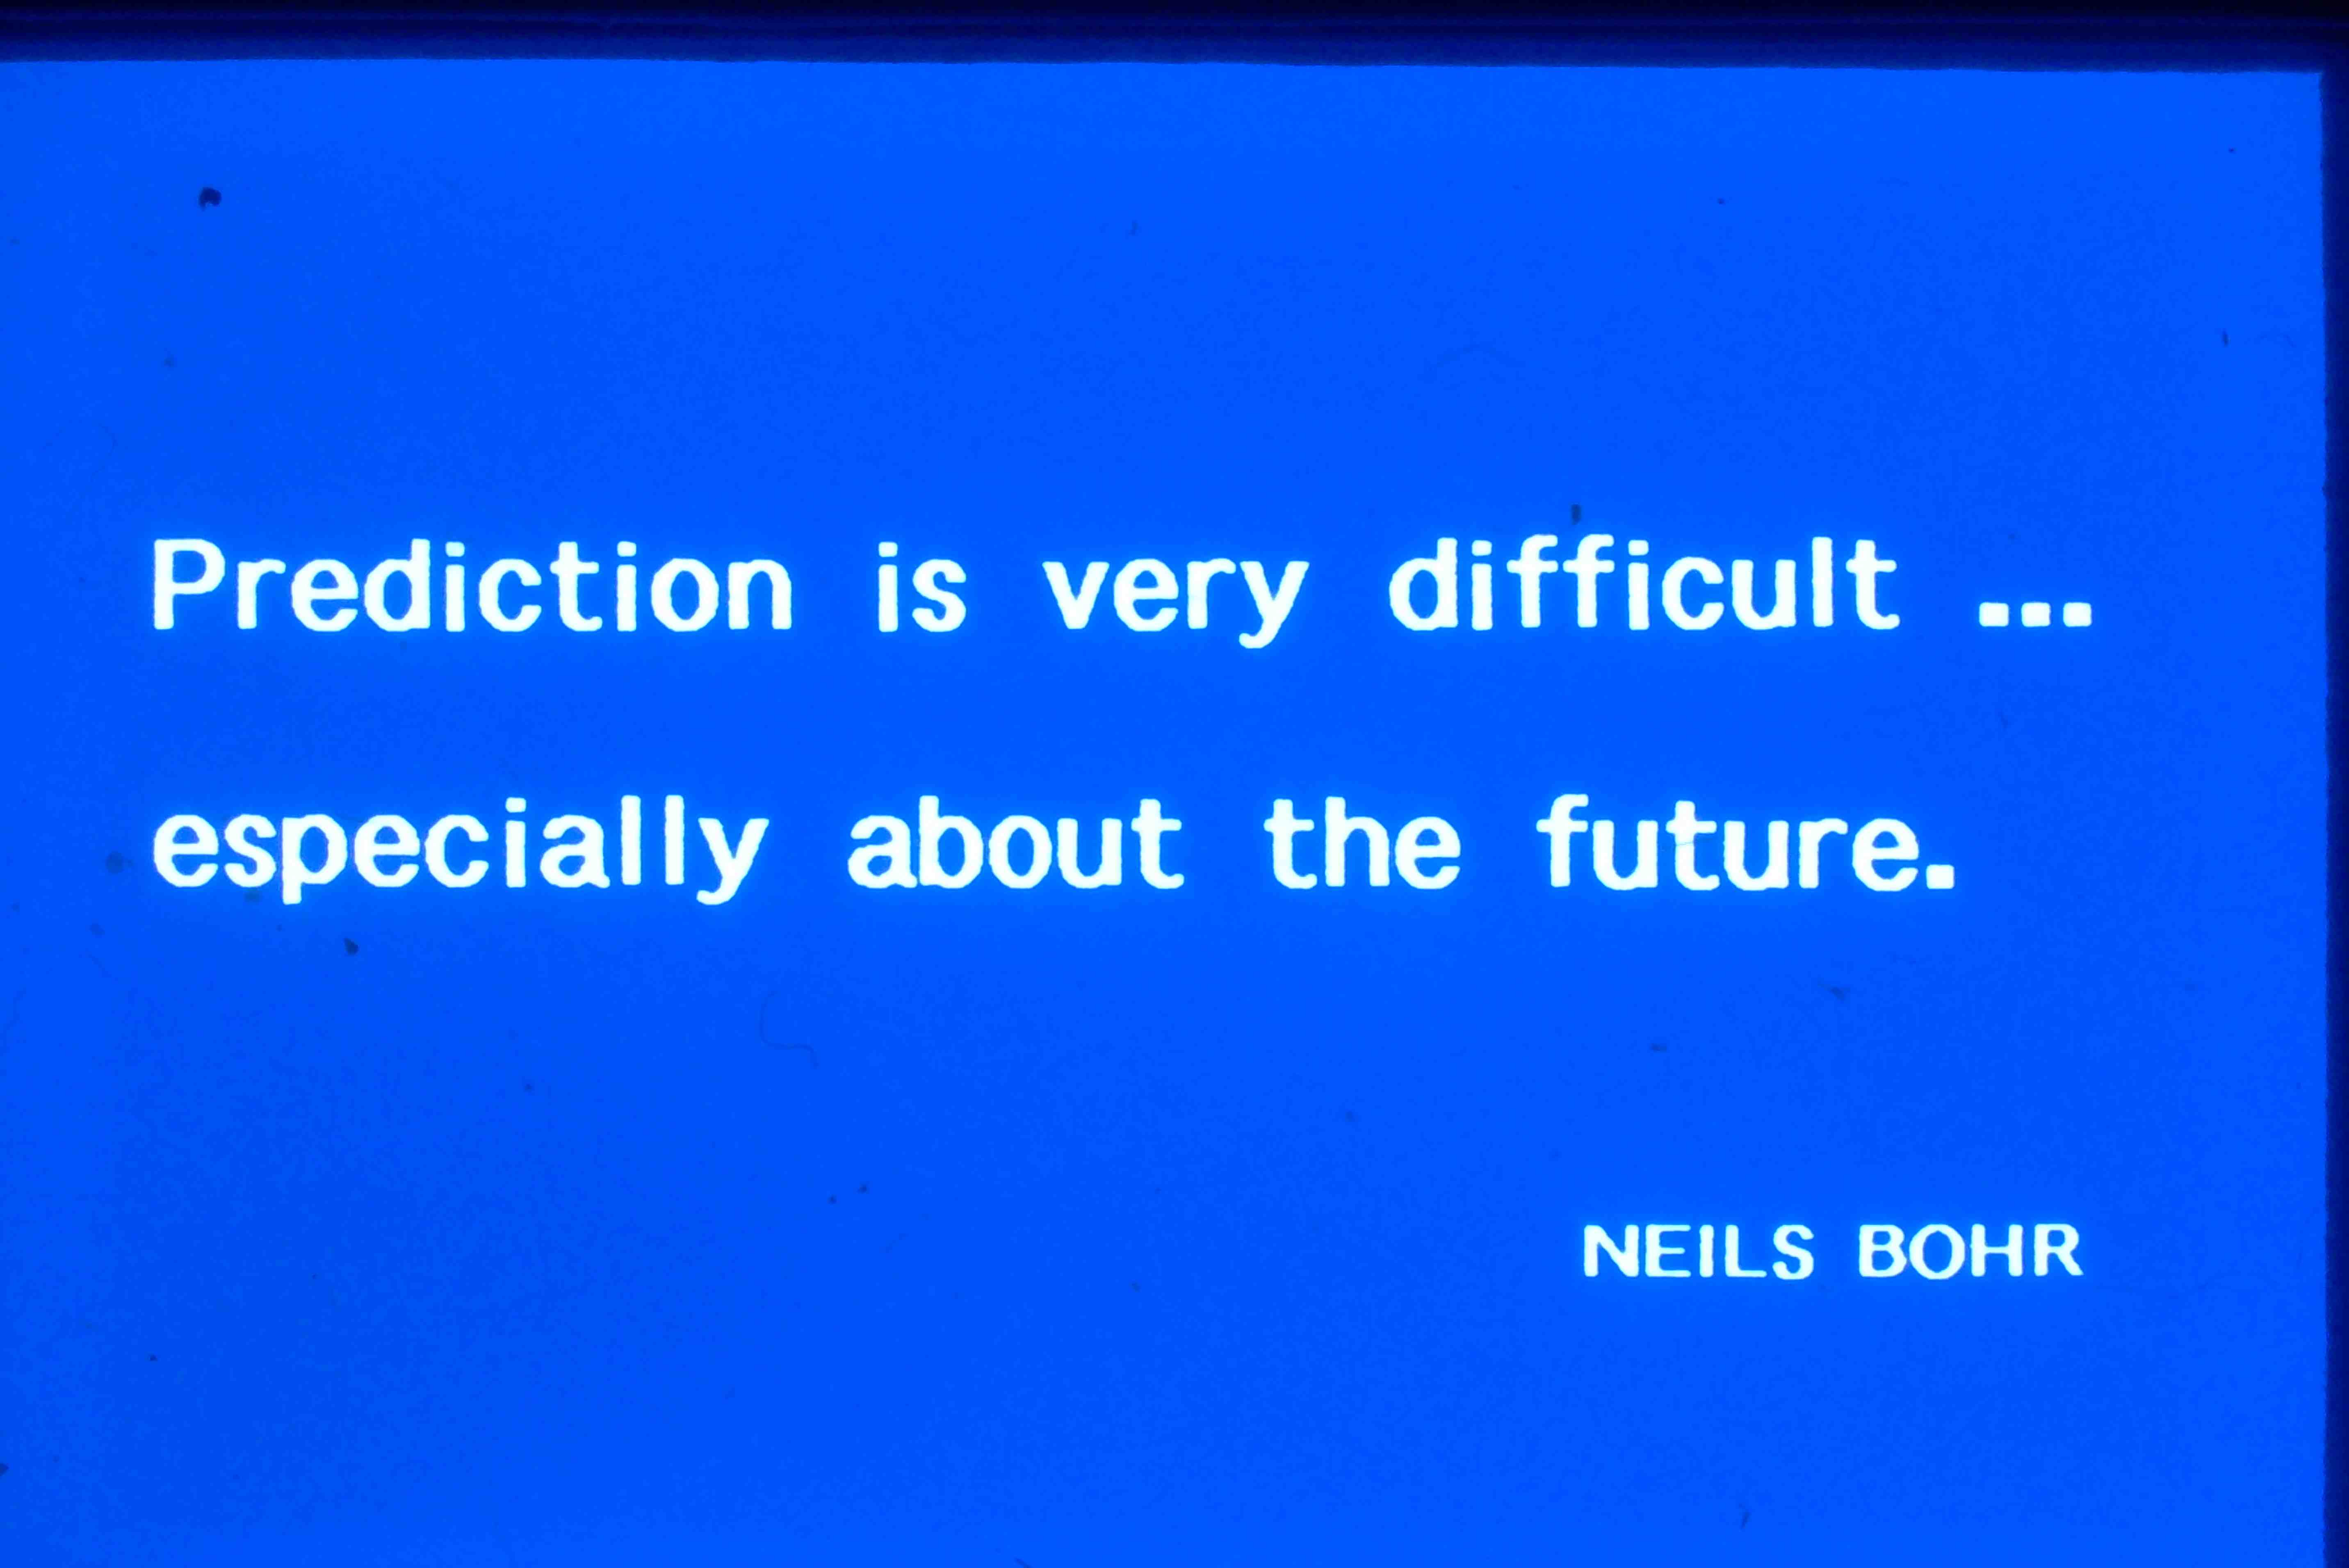 Prediction is very difficult ...
especially about the future.
NEILS BOHR